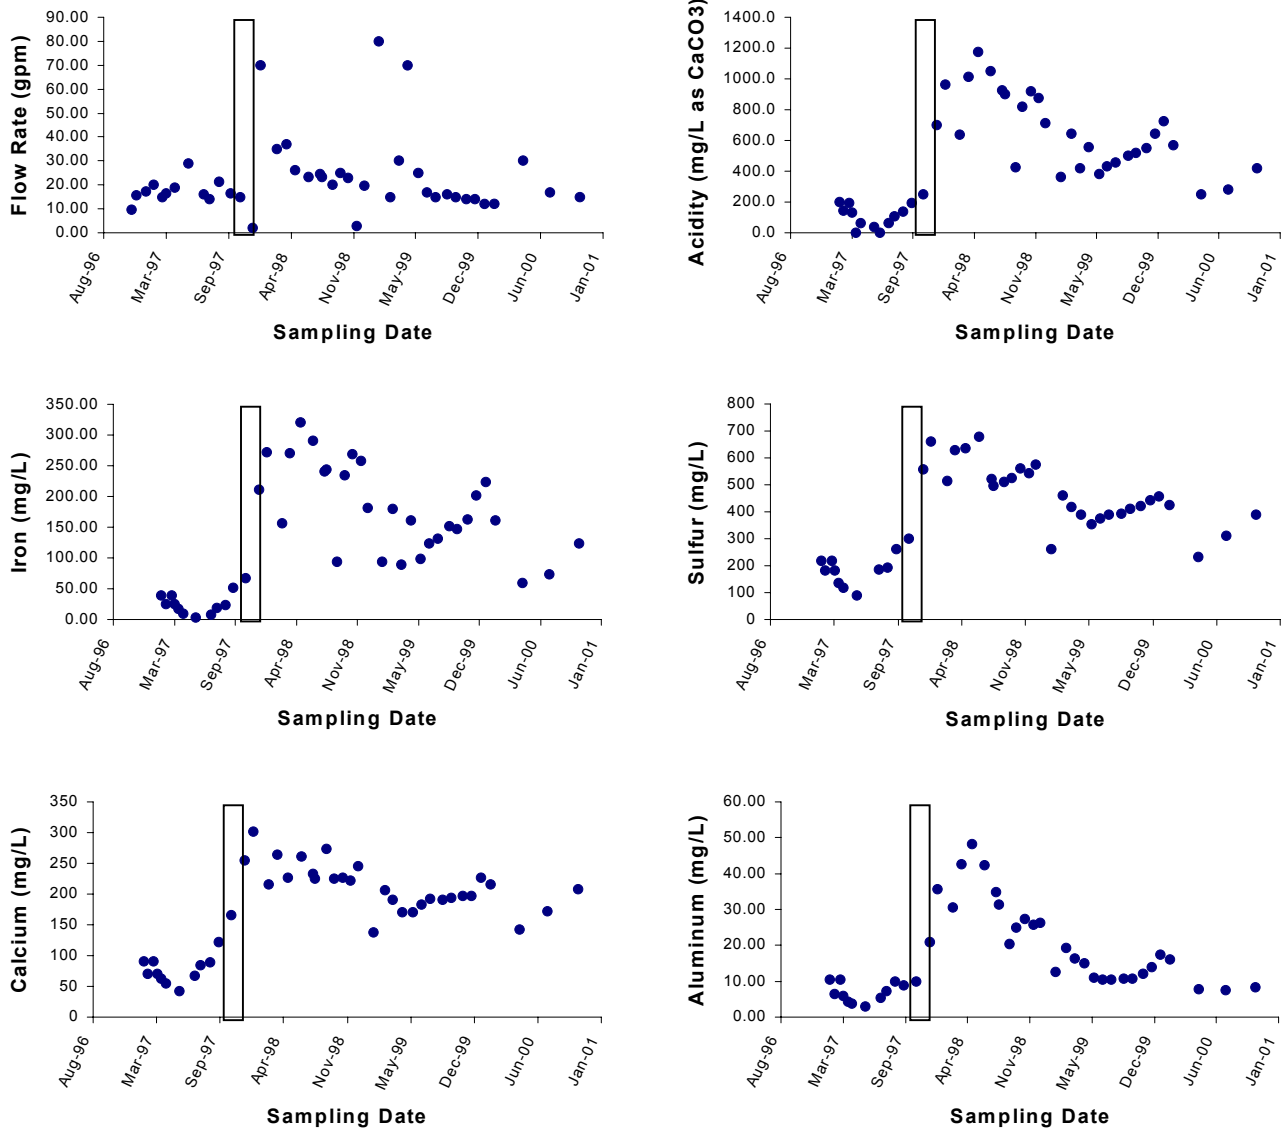 Flow Rate (gpm)
90.00
80.00
70.00
60.00
50.00
40.00
30.00
20.00
10.00
0.00
Aug-96 Mar-97 Sep-97 Apr-98 Nov-98 May-99 Dec-99 Jun-00 Jan-01
Sampling Date
Acidity (mg/L as CaCO3)
1400.0
1200.0
1000.0
800.0
600.0
400.0
200.0
0.0
Aug-96 Mar-97 Sep-97 Apr-98 Nov-98 May-99 Dec-99 Jun-00 Jan-01
Sampling Date
Iron (mg/L)
350.00
300.00
250.00
200.00
150.00
100.00
50.00
0.00
Aug-96 Mar-97 Sep-97 Apr-98 Nov-98 May-99 Dec-99 Jun-00 Jan-01
Sampling Date
Sulfur (mg/L)
800
700
600
500
400
300
200
100
0
Aug-96 Mar-97 Sep-97 Apr-98 Nov-98 May-99 Dec-99 Jun-00 Jan-01
Sampling Date
Calcium (mg/L)
350
300
250
200
150
100
50
0
Aug-96 Mar-97 Sep-97 Apr-98 Nov-98 May-99 Dec-99 Jun-00 Jan-01
Sampling Date
Aluminum (mg/L)
60.00
50.00
40.00
30.00
20.00
10.00
0.00
Aug-96 Mar-97 Sep-97 Apr-98 Nov-98 May-99 Dec-99 Jun-00 Jan-01
Sampling Date